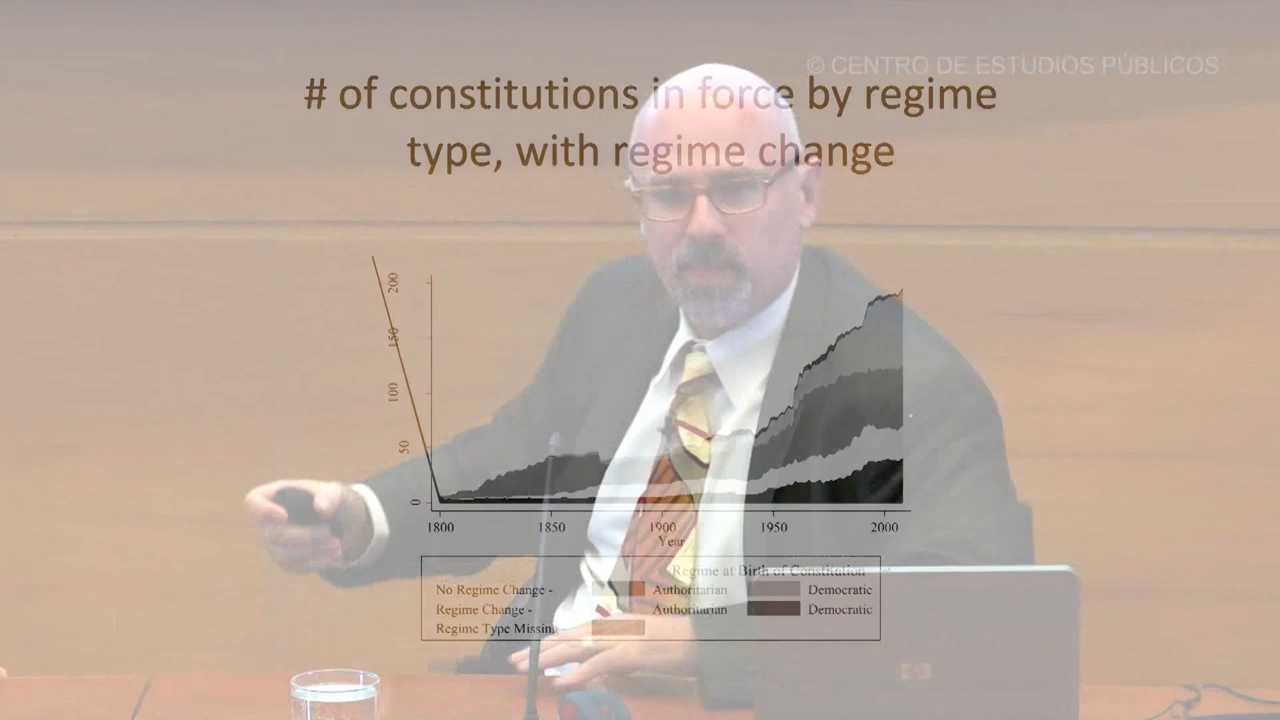 © CENTRO DE ESTUDIOS PÚBLICOS
# of constitutions in force by regime
type, with regime change
200
150
100
50
0
1800 1850 1900 1950 2000
Year
Regime at Birth of Constitution
No Regime Change - Authoritarian Democratic
Regime Change - Authoritarian Democratic
Regime Type Missing